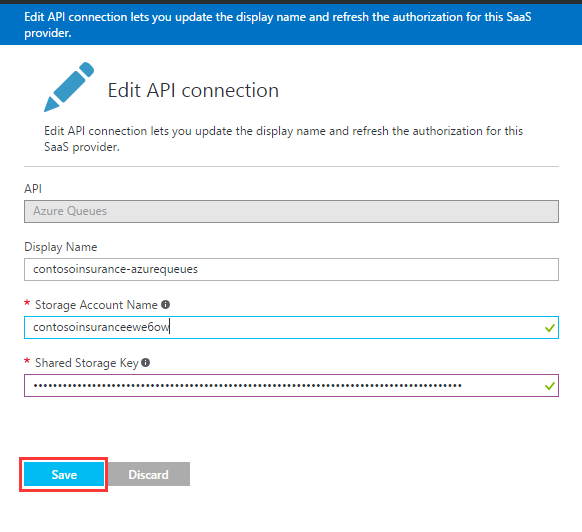 Edit API connection lets you update the display name and refresh the authorization for this SaaS
provider.
Edit API connection
Edit API connection lets you update the display name and refresh the authorization for this
SaaS provider.
API
Azure Queues
Display Name
contosoinsurance-azurequeues
* Storage Account Name
contosoinsuranceewe6ow
* Shared Storage Key
Save Discard